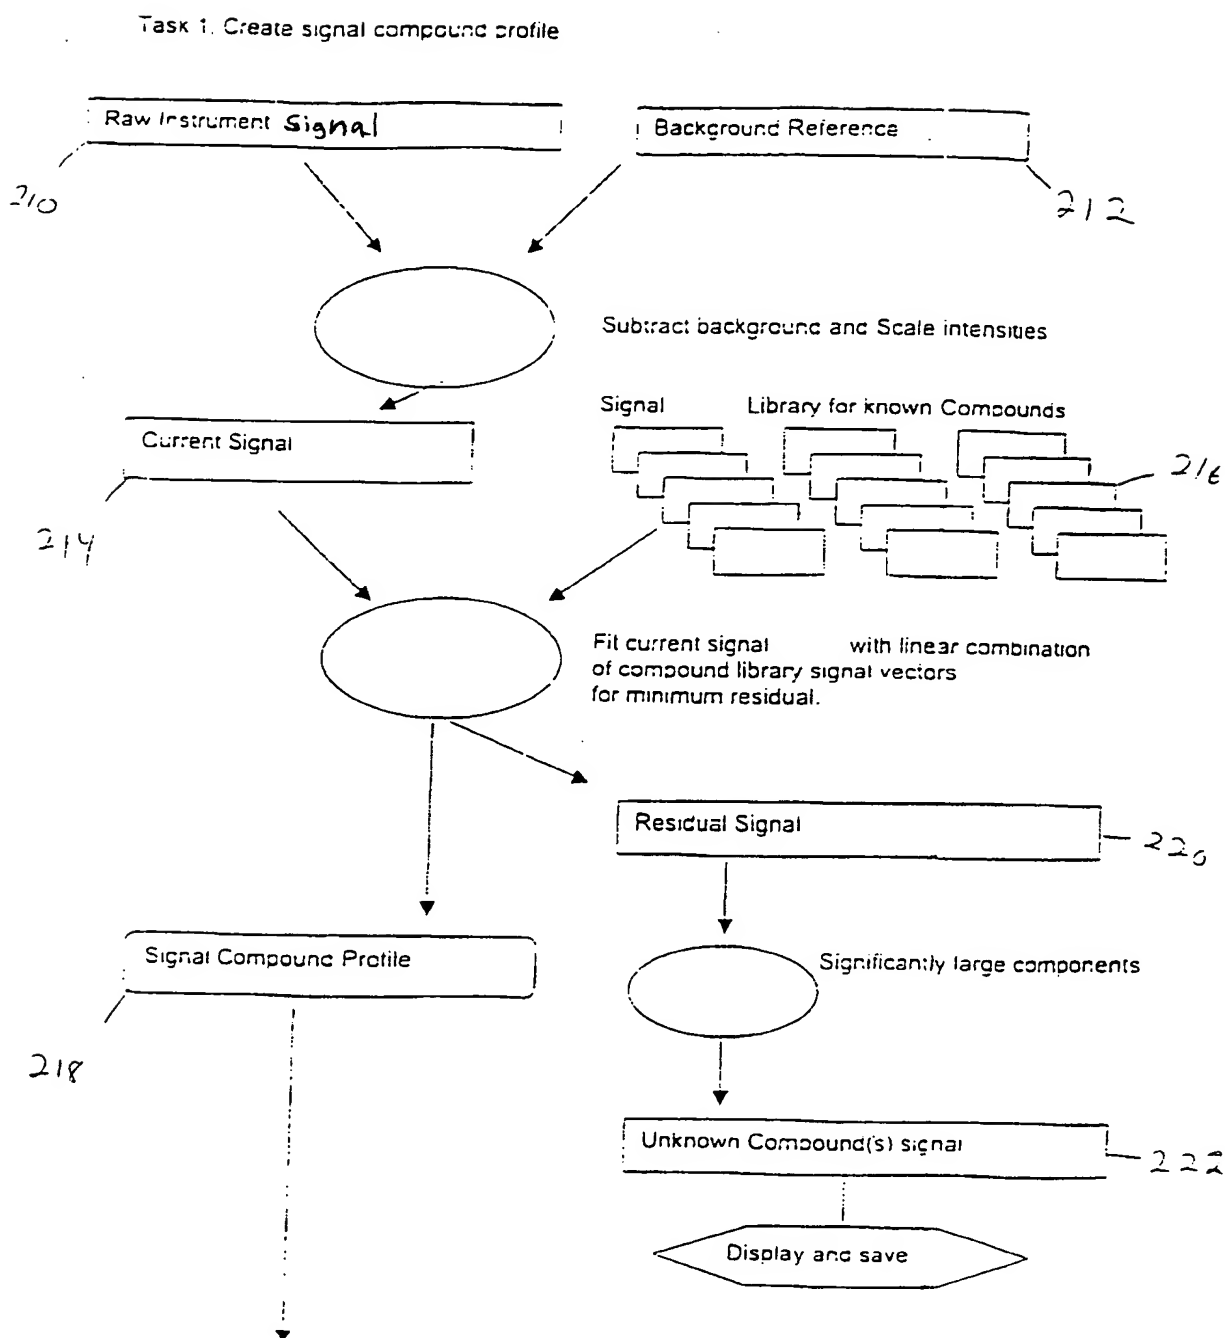 Task 1. Create signal compound profile
Raw Instrument Signal
Background Reference
210
212
Subtract background and Scale intensities
Signal Library for known Compounds
Current Signal
216
214
Fit current signal with linear combination
of compound library signal vectors
for minimum residual.
Residual Signal
220
Signal Compound Profile
Significantly large components
218
Unknown Compound(s) signal
222
Display and save